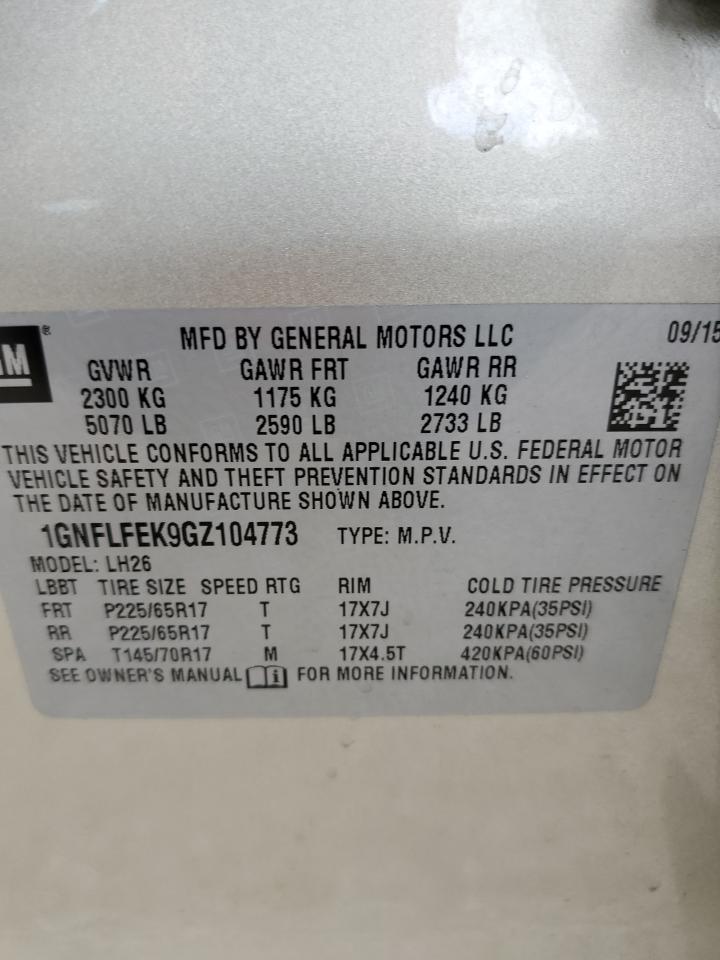 GM ®
MFD BY GENERAL MOTORS LLC 09/15
GVWR GAWR FRT GAWR RR
2300 KG 1175 KG 1240 KG
5070 LB 2590 LB 2733 LB
THIS VEHICLE CONFORMS TO ALL APPLICABLE U.S. FEDERAL MOTOR
VEHICLE SAFETY AND THEFT PREVENTION STANDARDS IN EFFECT ON
THE DATE OF MANUFACTURE SHOWN ABOVE.
1GNFLFEK9GZ104773 TYPE: M.P.V.
MODEL: LH26
LBBT TIRE SIZE SPEED RTG RIM COLD TIRE PRESSURE
FRT P225/65R17 T 17X7J 240KPA(35PSI)
RR P225/65R17 T 17X7J 240KPA(35PSI)
SPA T145/70R17 M 17X4.5T 420KPA(60PSI)
SEE OWNER'S MANUAL FOR MORE INFORMATION.